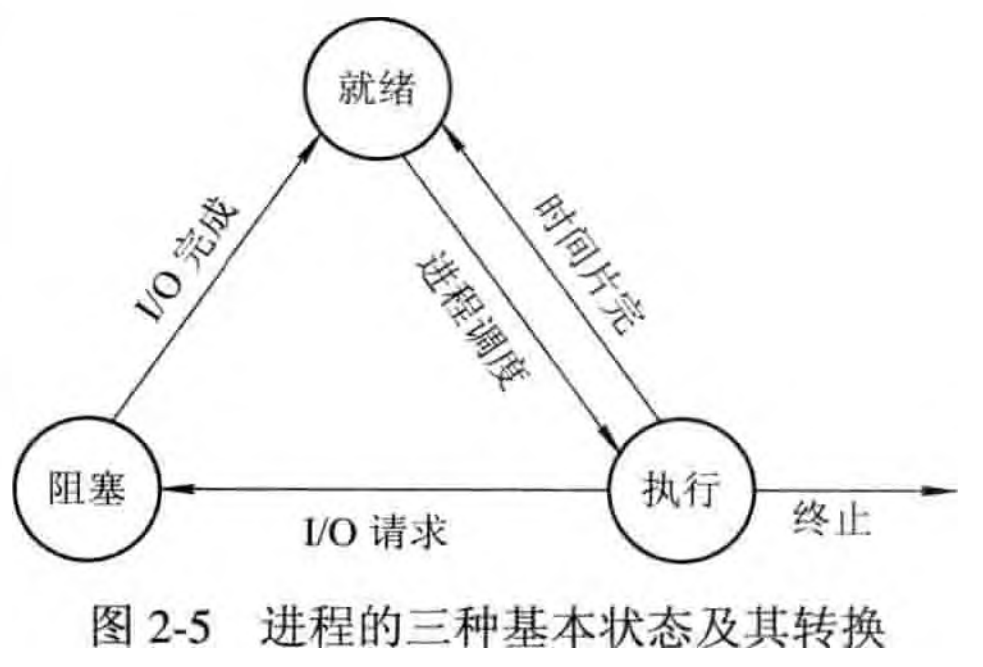 就绪
I/O 完成
时间片完
进程调度
阻塞
执行
I/O 请求
终止
图 2-5 进程的三种基本状态及其转换